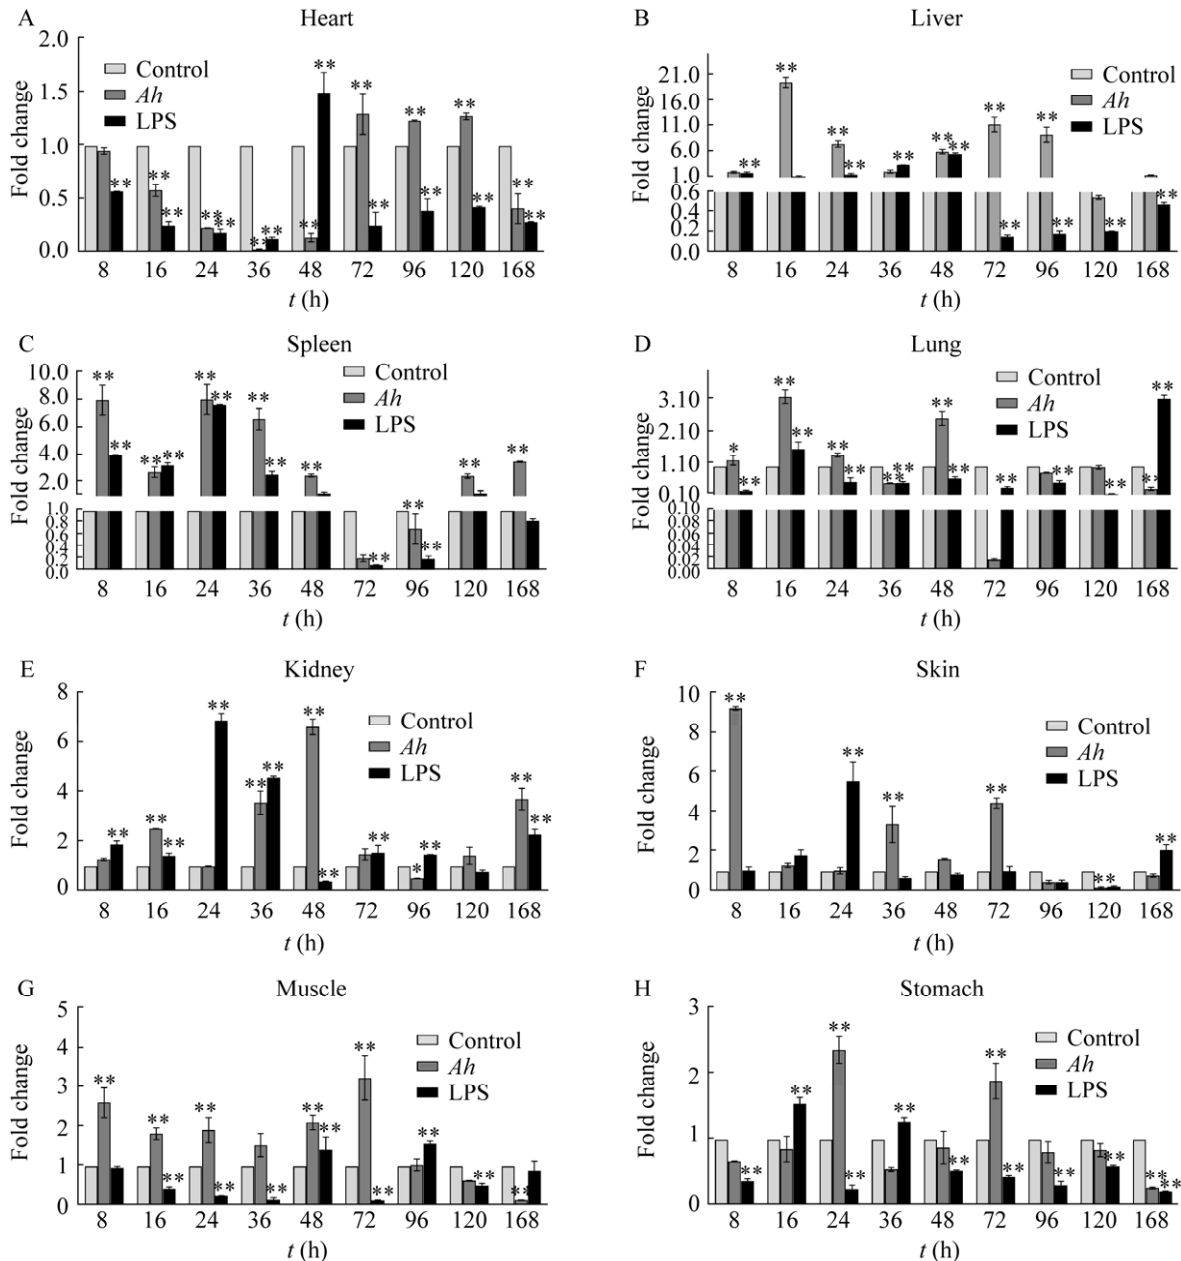 A Heart
Fold change
2.0
1.5
1.0
0.5
0.0
Control
Ah
LPS
**
** **
** **
** **
** **
** **
** **
** **
** **
8 16 24 36 48 72 96 120 168
t (h)
B Liver
Fold change
21.0
16.0
11.0
6.0
1.0
0.6
0.4
0.2
0.0
Control
Ah
LPS
**
**
** **
**
** **
** **
** **
**
**
8 16 24 36 48 72 96 120 168
t (h)
C Spleen
Fold change
10.0
8.0
6.0
4.0
2.0
1.0
0.8
0.6
0.4
0.2
0.0
Control
Ah
LPS
** **
** **
** **
** **
**
**
** **
**
**
8 16 24 36 48 72 96 120 168
t (h)
D Lung
Fold change
3.10
2.10
1.10
0.10
0.10
0.08
0.06
0.04
0.02
0.00
Control
Ah
LPS
* **
** **
** **
** **
** **
**
**
**
** **
8 16 24 36 48 72 96 120 168
t (h)
E Kidney
Fold change
8
6
4
2
0
Control
Ah
LPS
**
** **
**
** **
** **
**
* **
** **
8 16 24 36 48 72 96 120 168
t (h)
F Skin
Fold change
10
8
6
4
2
0
Control
Ah
LPS
**
**
**
**
**
**
8 16 24 36 48 72 96 120 168
t (h)
G Muscle
Fold change
5
4
3
2
1
0
Control
Ah
LPS
**
** **
** **
**
**
** **
**
**
**
8 16 24 36 48 72 96 120 168
t (h)
H Stomach
Fold change
3
2
1
0
Control
Ah
LPS
**
**
** **
**
**
** **
**
**
** **
8 16 24 36 48 72 96 120 168
t (h)